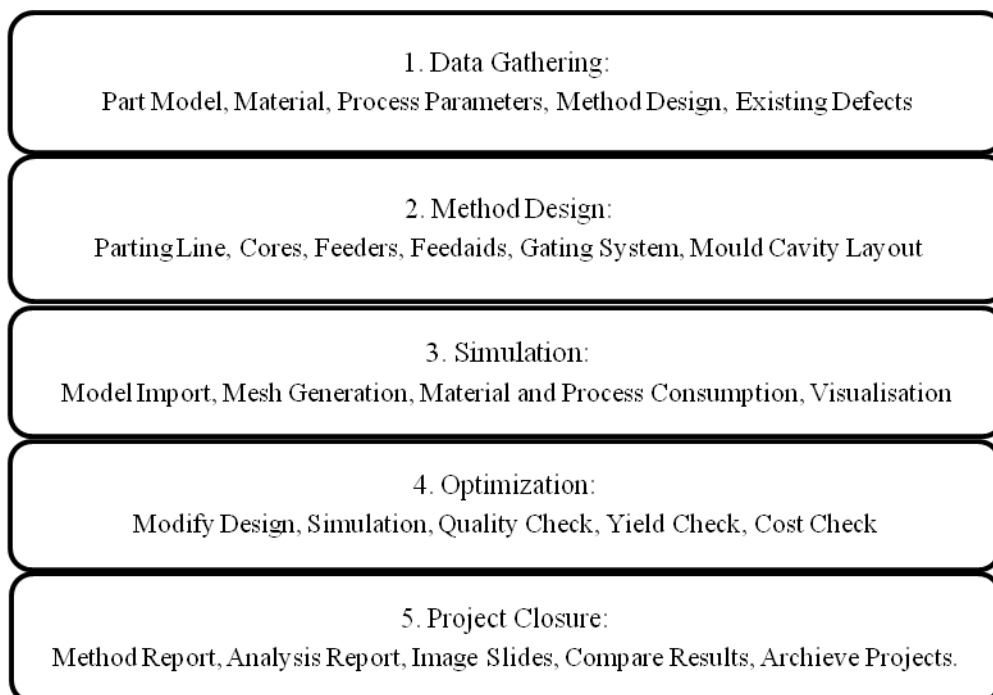 1. Data Gathering:
Part Model, Material, Process Parameters, Method Design, Existing Defects
2. Method Design:
Parting Line, Cores, Feeders, Feedaids, Gating System, Mould Cavity Layout
3. Simulation:
Model Import, Mesh Generation, Material and Process Consumption, Visualisation
4. Optimization:
Modify Design, Simulation, Quality Check, Yield Check, Cost Check
5. Project Closure:
Method Report, Analysis Report, Image Slides, Compare Results, Archieve Projects.